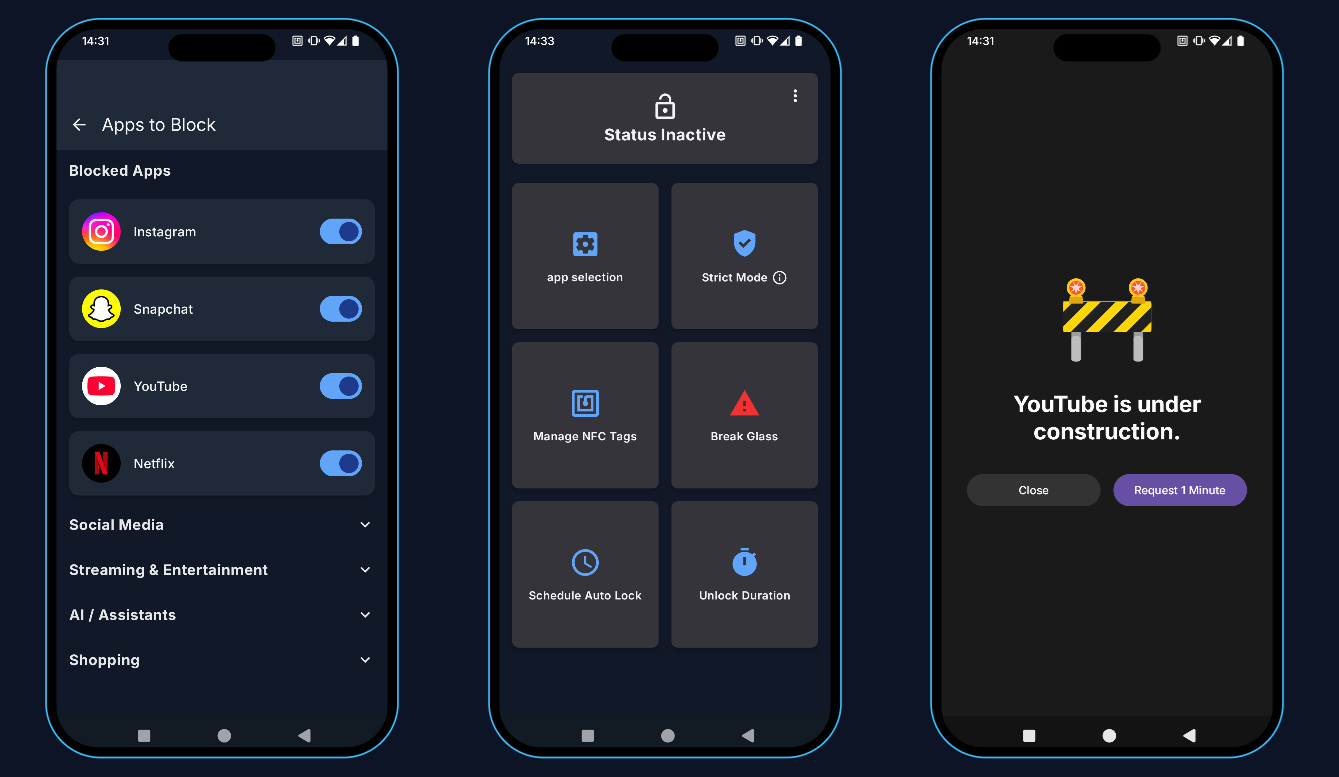 14:31
Apps to Block
Blocked Apps
Instagram
Snapchat
YouTube
Netflix
Social Media
Streaming & Entertainment
AI / Assistants
Shopping
14:33
Status Inactive
app selection
Strict Mode
Manage NFC Tags
Break Glass
Schedule Auto Lock
Unlock Duration
14:31
YouTube is under
construction.
Close
Request 1 Minute